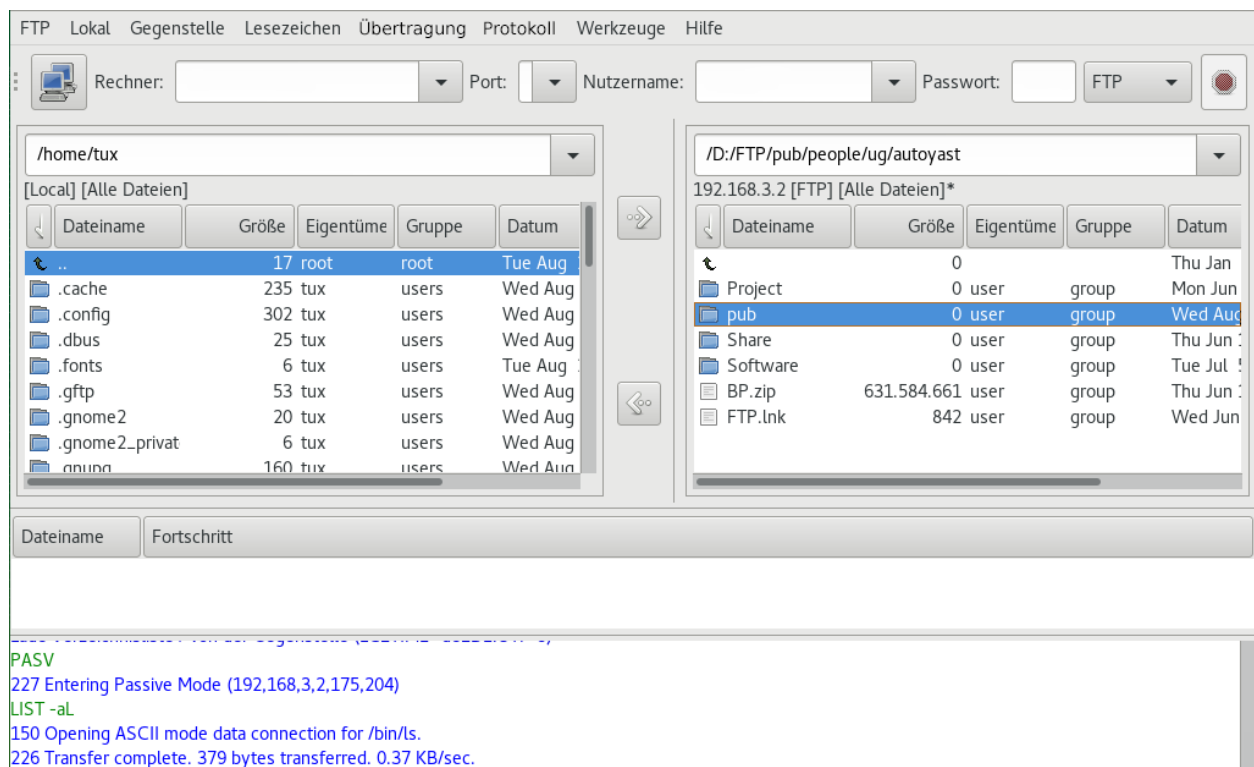 FTP Lokal Gegenstelle Lesezeichen Übertragung Protokoll Werkzeuge Hilfe
Rechner: Port: Nutzername: Passwort: FTP
/home/tux
[Local] [Alle Dateien]
Dateiname Größe Eigentüme Gruppe Datum
.. 17 root root Tue Aug
.cache 235 tux users Wed Aug
.config 302 tux users Wed Aug
.dbus 25 tux users Wed Aug
.fonts 6 tux users Tue Aug
.gftp 53 tux users Wed Aug
.gnome2 20 tux users Wed Aug
.gnome2_privat 6 tux users Wed Aug
.gnupg 160 tux users Wed Aug
/D:/FTP/pub/people/ug/autoyast
192.168.3.2 [FTP] [Alle Dateien]*
Dateiname Größe Eigentüme Gruppe Datum
0 Thu Jan
Project 0 user group Mon Jun
pub 0 user group Wed Aug
Share 0 user group Thu Jun
Software 0 user group Tue Jul
BP.zip 631.584.661 user group Thu Jun
FTP.lnk 842 user group Wed Jun
Dateiname Fortschritt
PASV
227 Entering Passive Mode (192,168,3,2,175,204)
LIST -aL
150 Opening ASCII mode data connection for /bin/ls.
226 Transfer complete. 379 bytes transferred. 0.37 KB/sec.